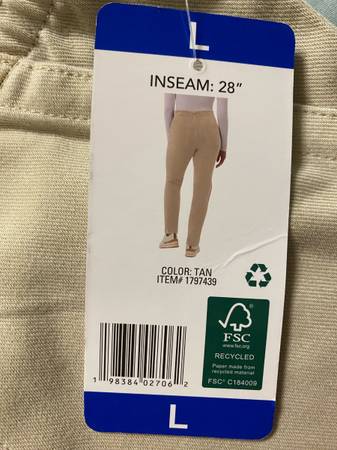 L
INSEAM: 28"
COLOR: TAN
ITEM# 1797439
FSC
www.fsc.org
RECYCLED
Paper made from
recycled material
FSC® C184009
1 98384 02706 2
L